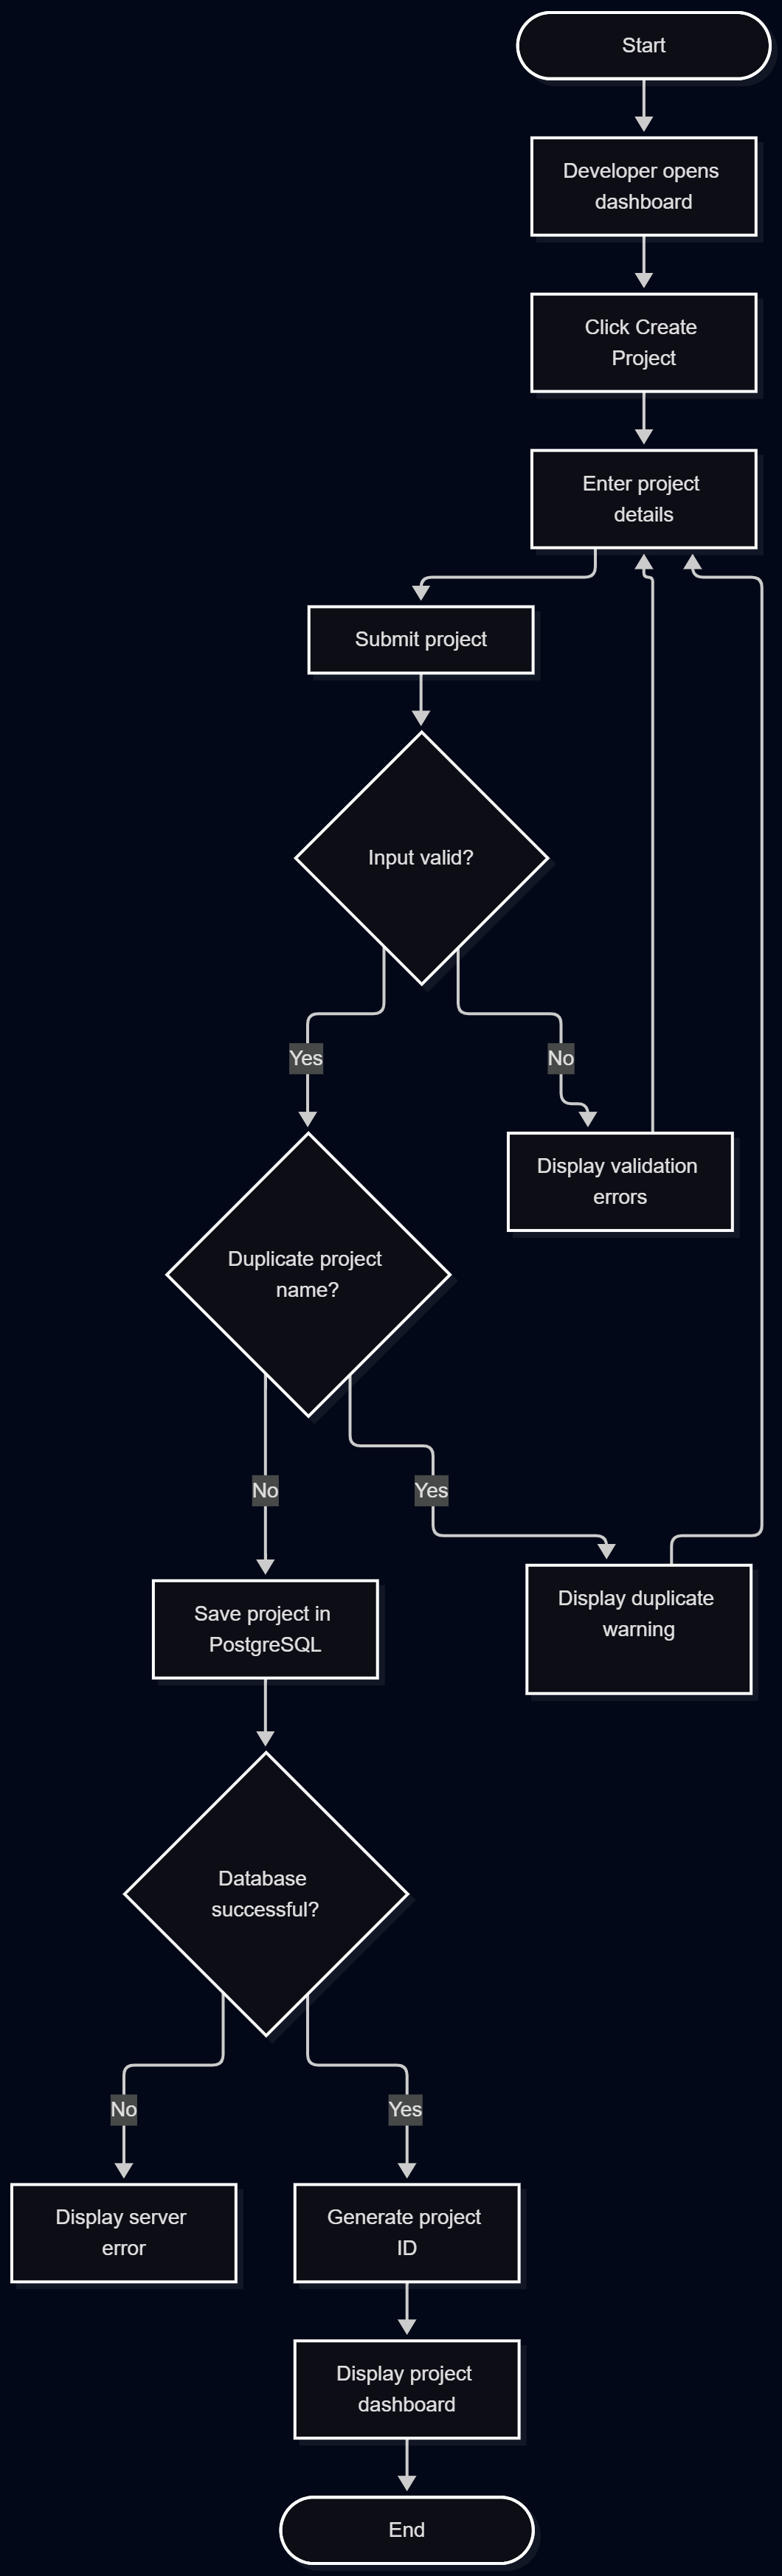 Start
Developer opens
dashboard
Click Create
Project
Enter project
details
Submit project
Input valid?
Yes
No
Display validation
errors
Duplicate project
name?
No
Yes
Save project in
PostgreSQL
Display duplicate
warning
Database
successful?
No
Yes
Display server
error
Generate project
ID
Display project
dashboard
End